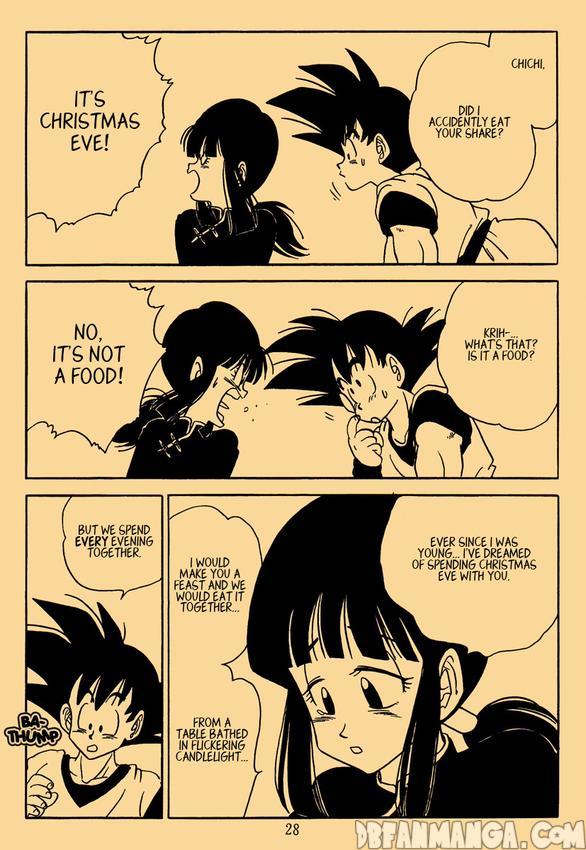 CHICHI,
DID I
ACCIDENTLY EAT
YOUR SHARE?
IT'S
CHRISTMAS
EVE!
KRIH-...
WHAT'S THAT?
IS IT A FOOD?
NO,
IT'S NOT
A FOOD!
EVER SINCE I WAS
YOUNG... I'VE DREAMED
OF SPENDING CHRISTMAS
EVE WITH YOU.
I WOULD
MAKE YOU A
FEAST AND WE
WOULD EAT IT
TOGETHER...
FROM A
TABLE BATHED
IN FLICKERING
CANDLELIGHT...
BUT WE SPEND
EVERY EVENING
TOGETHER.
BA-
THUMP
28
DBFANMANGA.COM